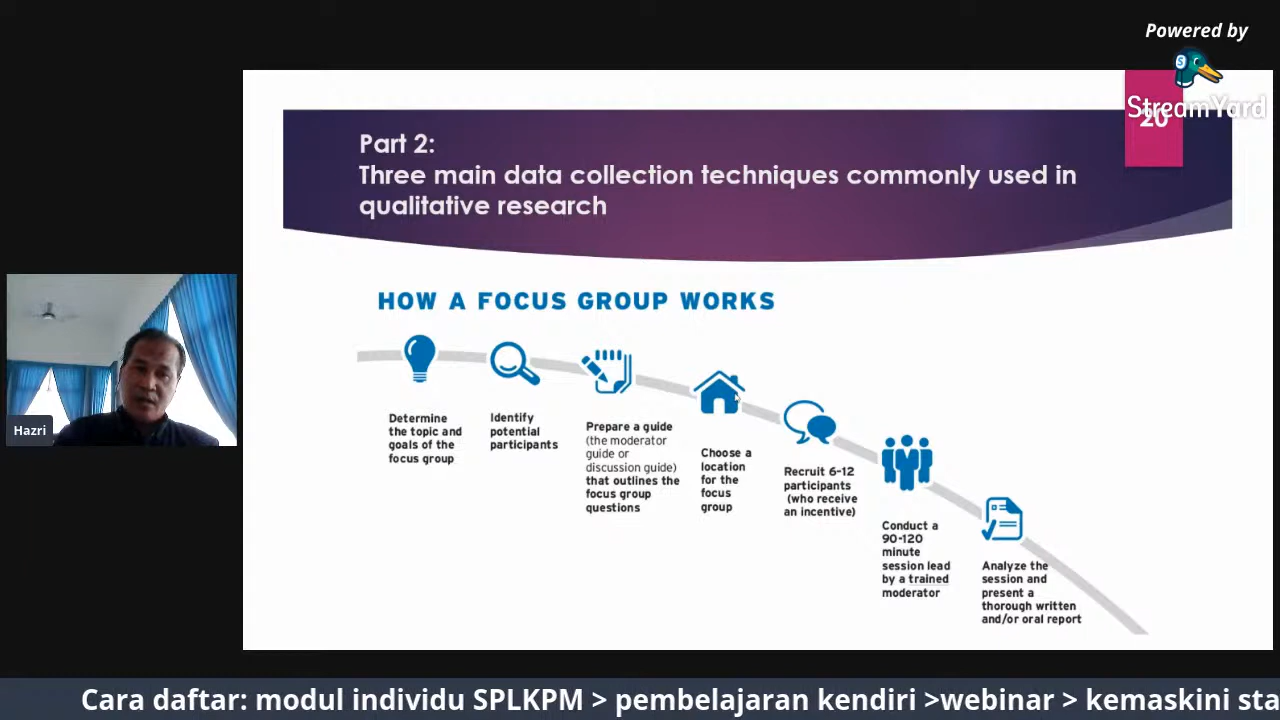 Powered by
StreamYard
20
Part 2:
Three main data collection techniques commonly used in
qualitative research
HOW A FOCUS GROUP WORKS
Determine
the topic and
goals of the
focus group
Identify
potential
participants
Prepare a guide
(the moderator
guide or
discussion guide)
that outlines the
focus group
questions
Choose a
location
for the
focus
group
Recruit 6-12
participants
(who receive
an incentive)
Conduct a
90-120
minute
session lead
by a trained
moderator
Analyze the
session and
present a
thorough written
and/or oral report
Hazri
Cara daftar: modul individu SPLKPM > pembelajaran kendiri >webinar > kemaskini sta